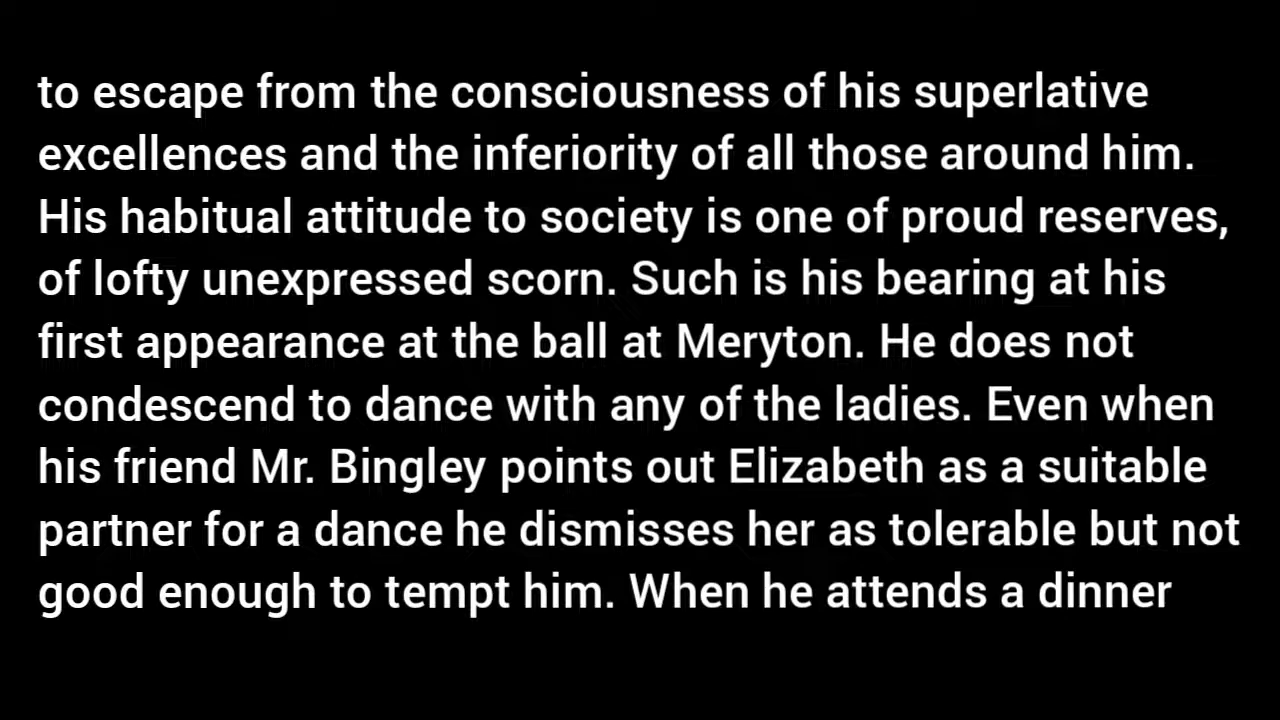 to escape from the consciousness of his superlative
excellences and the inferiority of all those around him.
His habitual attitude to society is one of proud reserves,
of lofty unexpressed scorn. Such is his bearing at his
first appearance at the ball at Meryton. He does not
condescend to dance with any of the ladies. Even when
his friend Mr. Bingley points out Elizabeth as a suitable
partner for a dance he dismisses her as tolerable but not
good enough to tempt him. When he attends a dinner